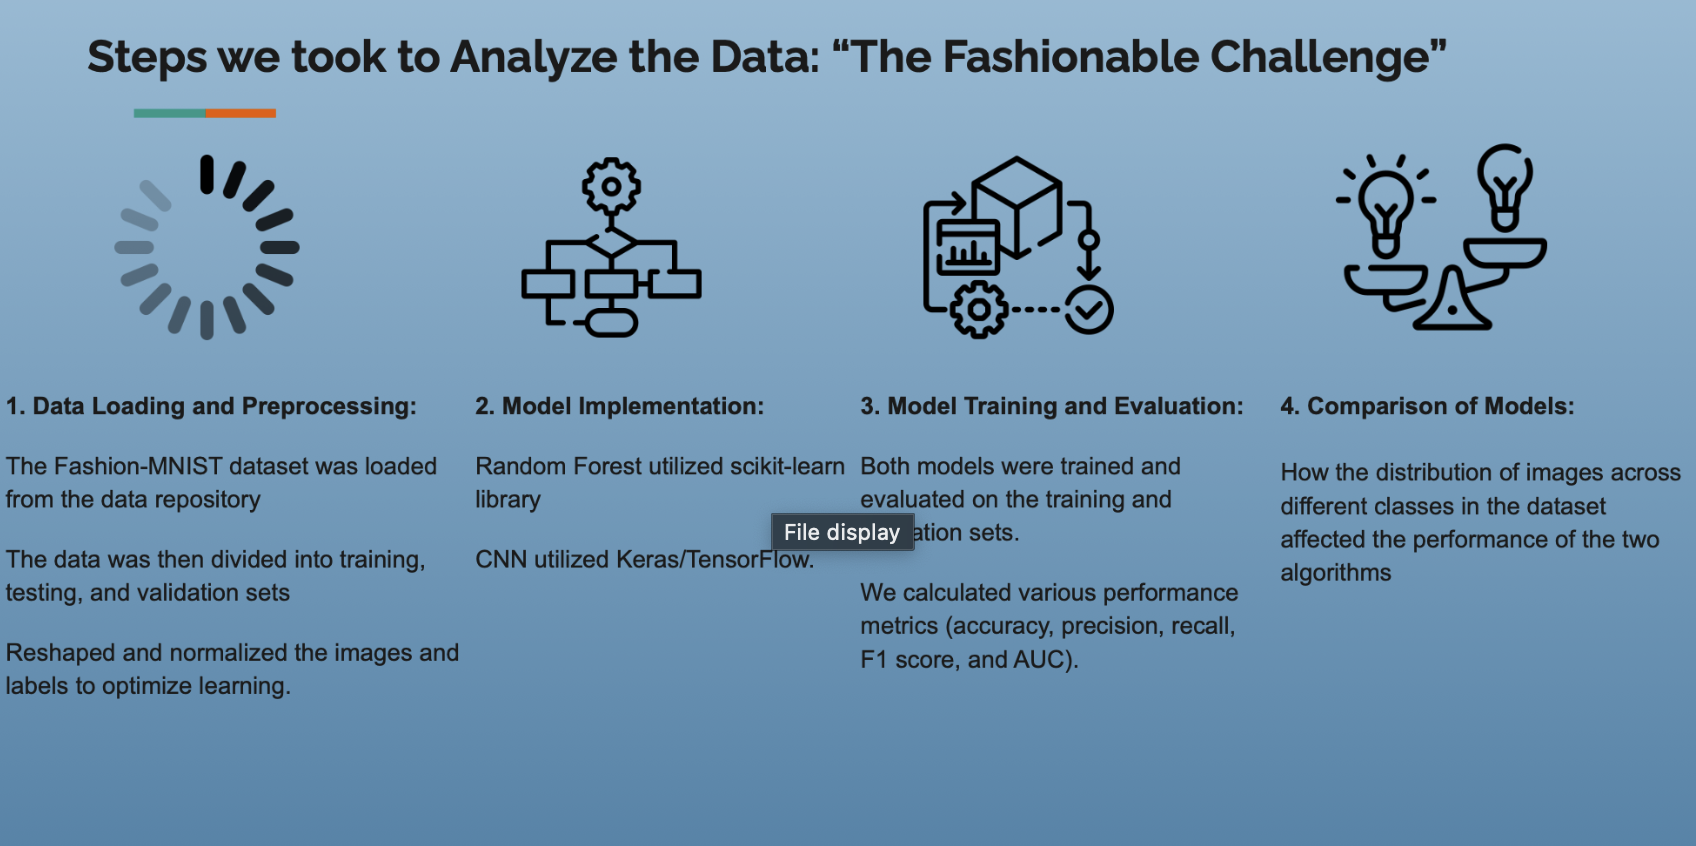 Steps we took to Analyze the Data: “The Fashionable Challenge”
1. Data Loading and Preprocessing:
The Fashion-MNIST dataset was loaded
from the data repository
The data was then divided into training,
testing, and validation sets
Reshaped and normalized the images and
labels to optimize learning.
2. Model Implementation:
Random Forest utilized scikit-learn
library
CNN utilized Keras/TensorFlow.
3. Model Training and Evaluation:
Both models were trained and
evaluated on the training and
sets.
We calculated various performance
metrics (accuracy, precision, recall,
F1 score, and AUC).
4. Comparison of Models:
How the distribution of images across
different classes in the dataset
affected the performance of the two
algorithms
File display